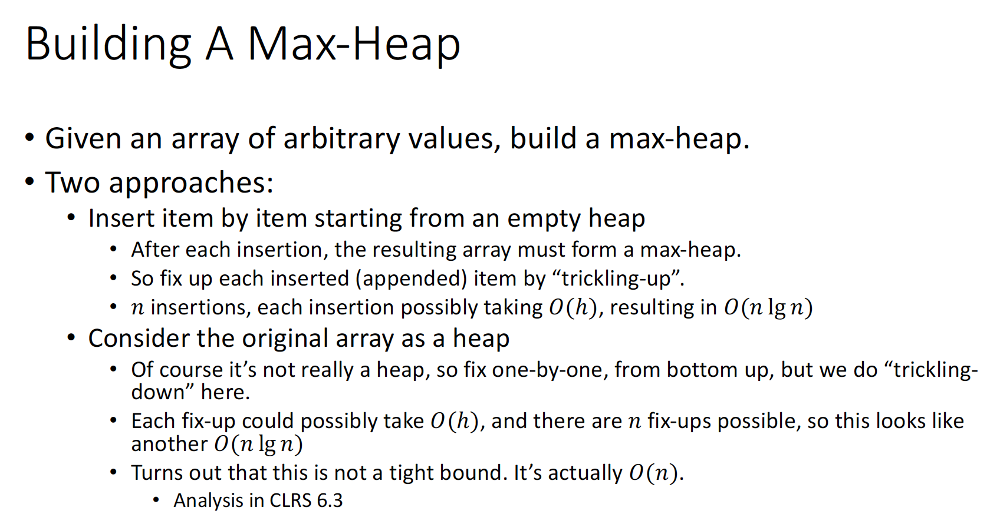 Building A Max-Heap
• Given an array of arbitrary values, build a max-heap.
• Two approaches:
• Insert item by item starting from an empty heap
• After each insertion, the resulting array must form a max-heap.
• So fix up each inserted (appended) item by “trickling-up”.
• n insertions, each insertion possibly taking O(h), resulting in O(n lg n)
• Consider the original array as a heap
• Of course it’s not really a heap, so fix one-by-one, from bottom up, but we do “trickling-
down” here.
• Each fix-up could possibly take O(h), and there are n fix-ups possible, so this looks like
another O(n lg n)
• Turns out that this is not a tight bound. It’s actually O(n).
• Analysis in CLRS 6.3